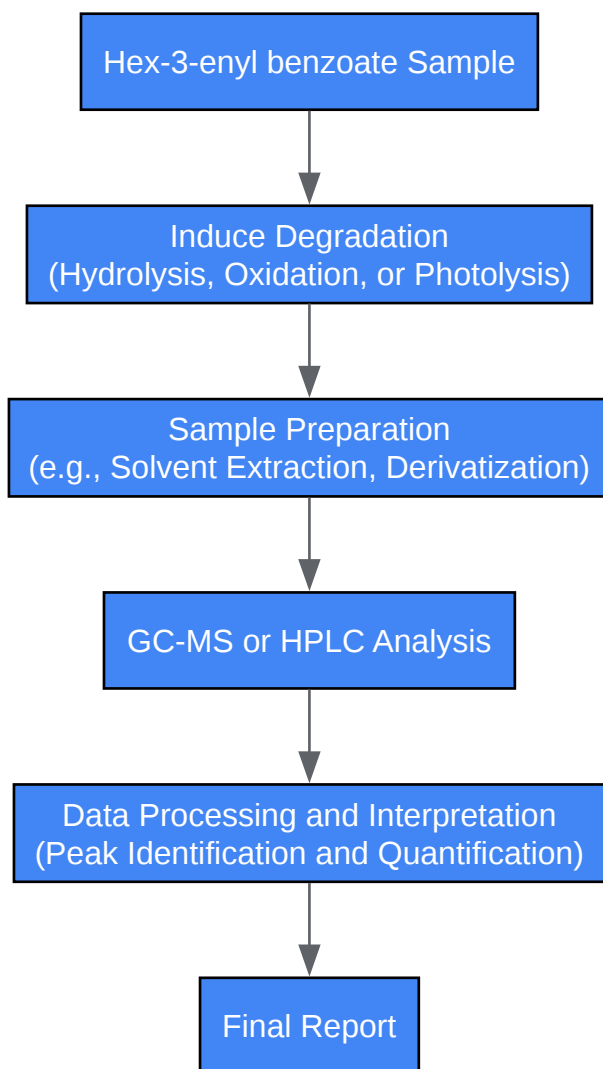 Hex-3-enyl benzoate Sample
Induce Degradation
(Hydrolysis, Oxidation, or Photolysis)
Sample Preparation
(e.g., Solvent Extraction, Derivatization)
GC-MS or HPLC Analysis
Data Processing and Interpretation
(Peak Identification and Quantification)
Final Report